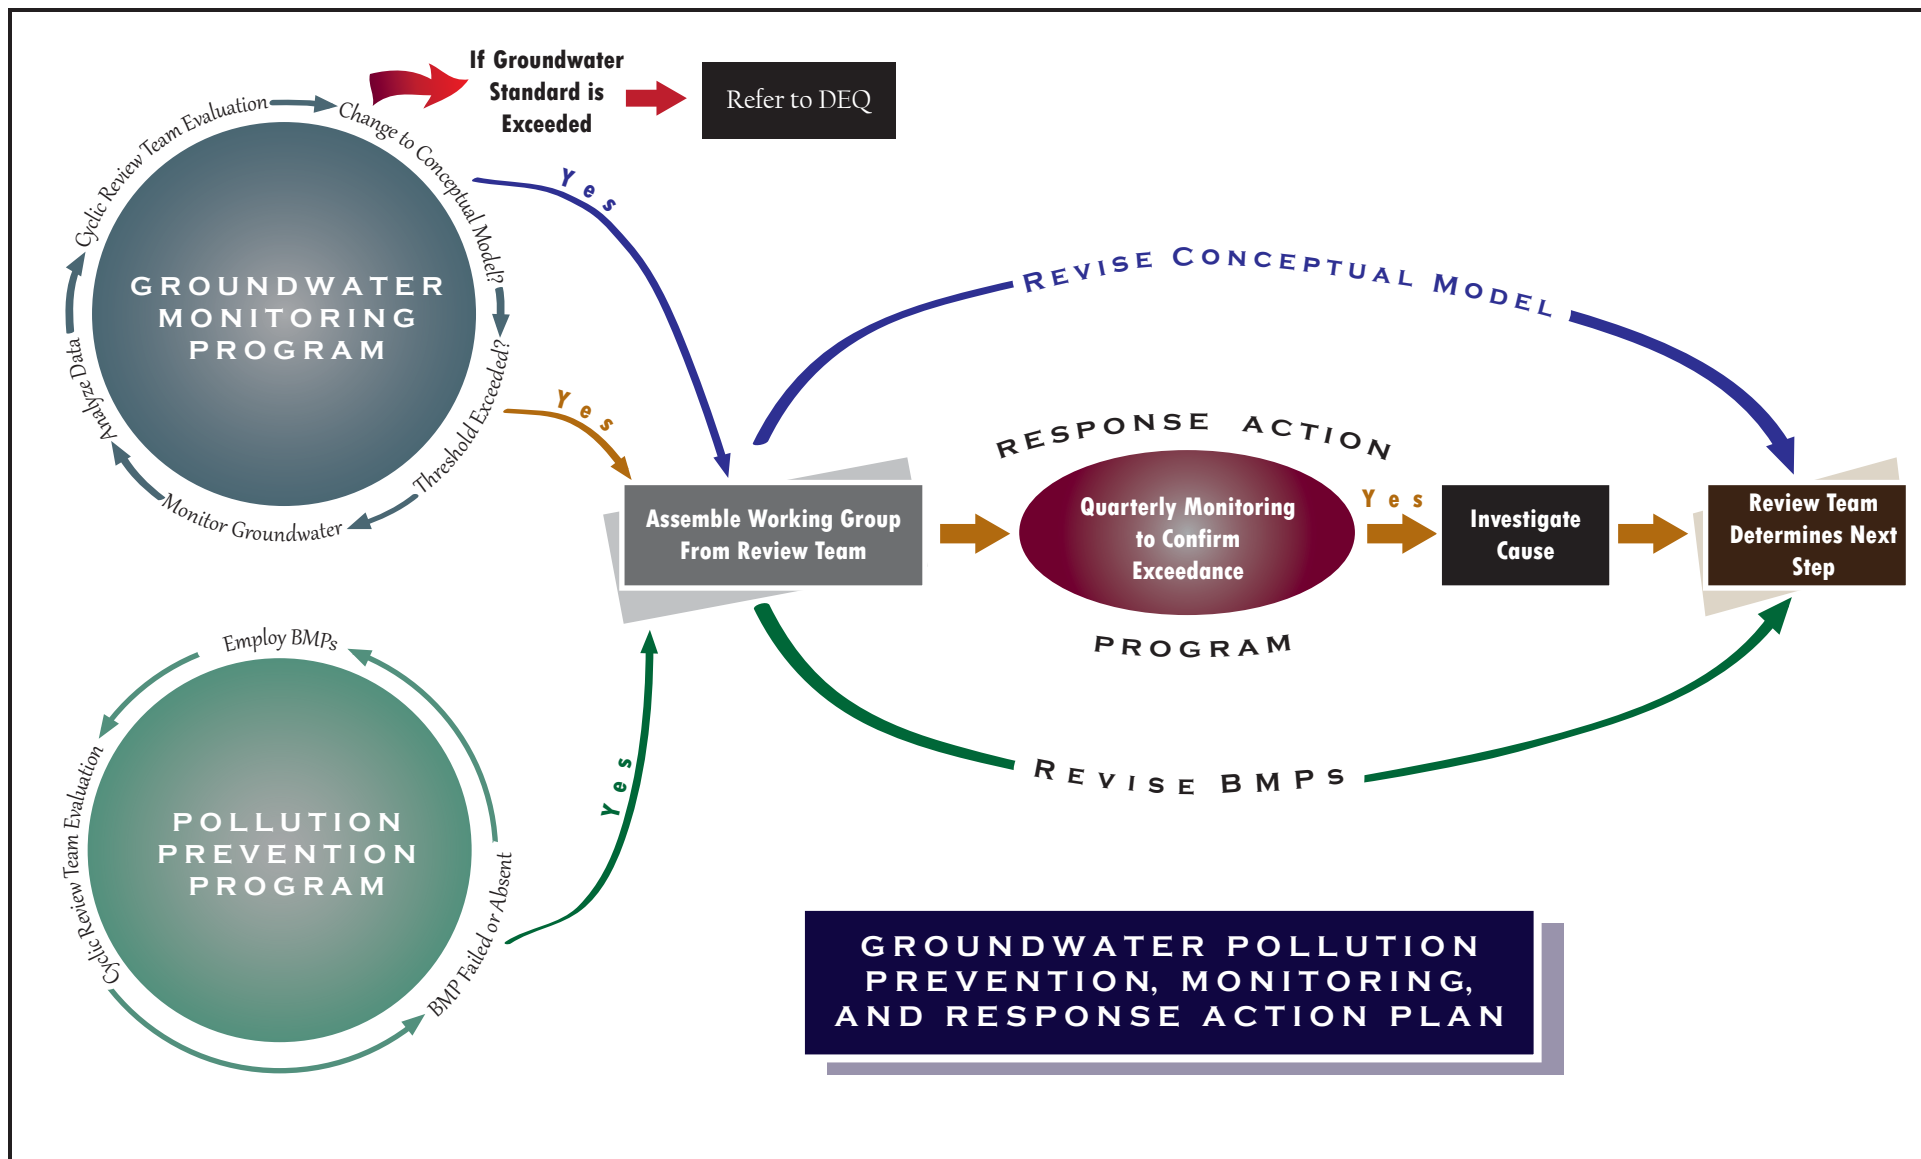 If Groundwater
Standard is
Exceeded
Refer to DEQ
Cyclic Review Team Evaluation
Change to Conceptual Model?
Threshold Exceeded?
Monitor Groundwater
Analyze Data
GROUNDWATER
MONITORING
PROGRAM
Yes
Yes
REVISE CONCEPTUAL MODEL
Assemble Working Group
From Review Team
RESPONSE ACTION
Quarterly Monitoring
to Confirm
Exceedance
PROGRAM
Yes
Investigate
Cause
Review Team
Determines Next
Step
Employ BMPs
Cyclic Review Team Evaluation
BMP Failed or Absent
POLLUTION
PREVENTION
PROGRAM
Yes
REVISE BMPS
GROUNDWATER POLLUTION
PREVENTION, MONITORING,
AND RESPONSE ACTION PLAN